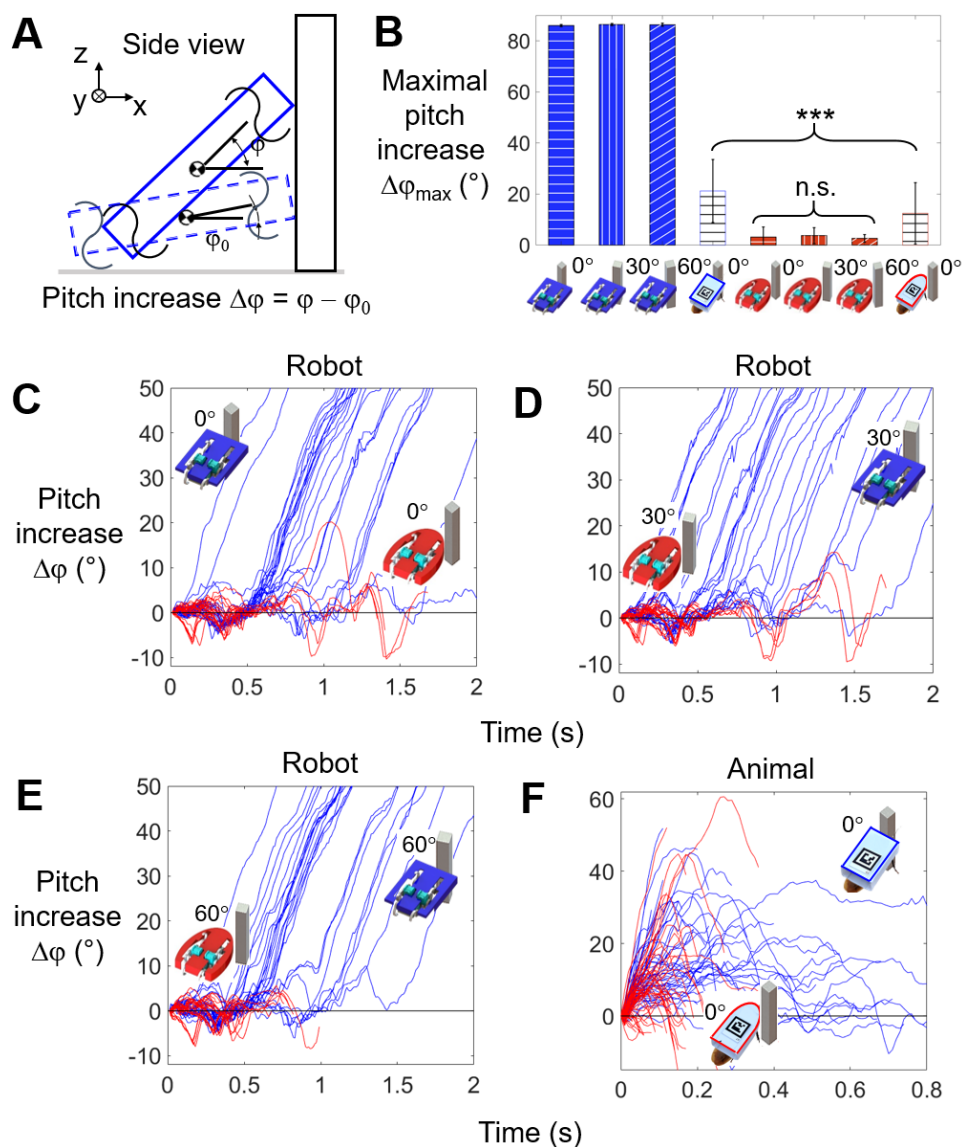 A
Side view
z
y
x
φ
φ₀
Pitch increase Δφ = φ – φ₀
B
Maximal
pitch
increase
Δφmax (°)
80
60
40
20
0
***
n.s.
0° 30° 60° 0° 0° 30° 60° 0°
C
Robot
Pitch
increase
Δφ (°)
50
40
30
20
10
0
-10
0°
0°
0 0.5 1 1.5 2
D
Robot
50
40
30
20
10
0
-10
30°
30°
0 0.5 1 1.5 2
Time (s)
E
Robot
Pitch
increase
Δφ (°)
50
40
30
20
10
0
-10
60°
60°
0 0.5 1 1.5 2
F
Animal
60
40
20
0
0°
0°
0 0.2 0.4 0.6 0.8
Time (s)